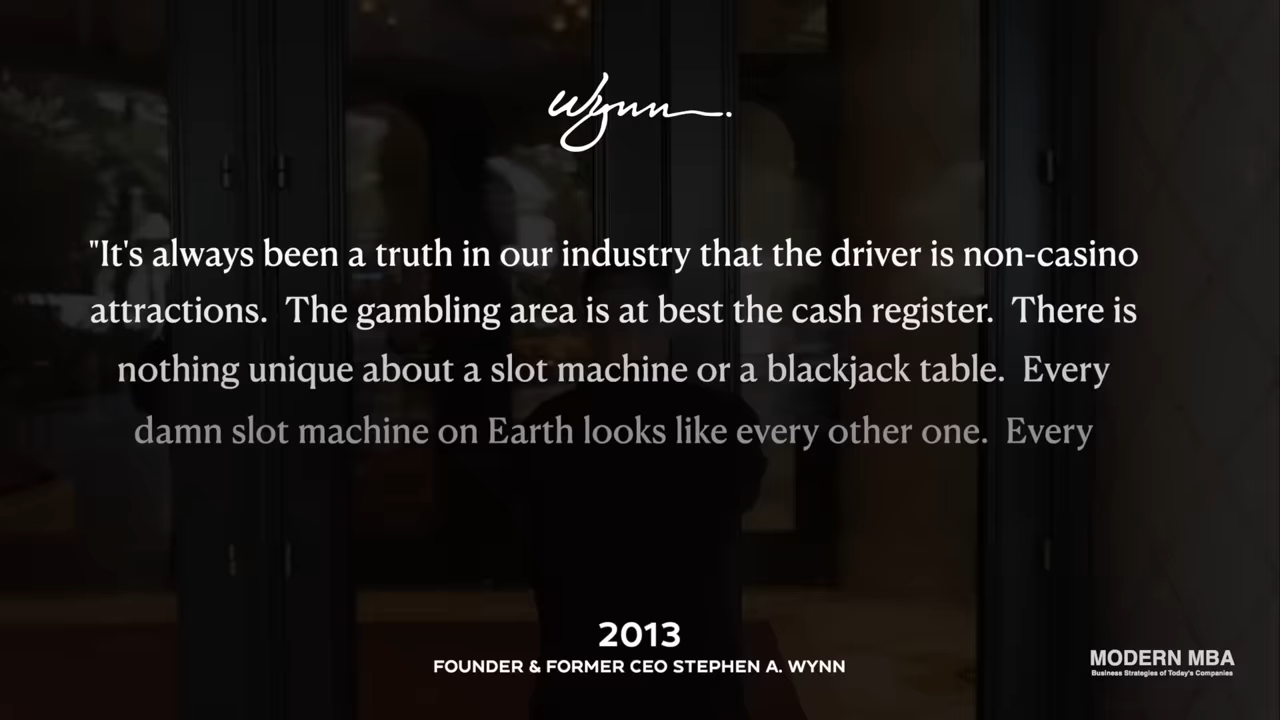 Wynn.
"It's always been a truth in our industry that the driver is non-casino
attractions.  The gambling area is at best the cash register.  There is
nothing unique about a slot machine or a blackjack table.  Every
damn slot machine on Earth looks like every other one.  Every
2013
FOUNDER & FORMER CEO STEPHEN A. WYNN
MODERN MBA
Business Strategies of Today's Companies